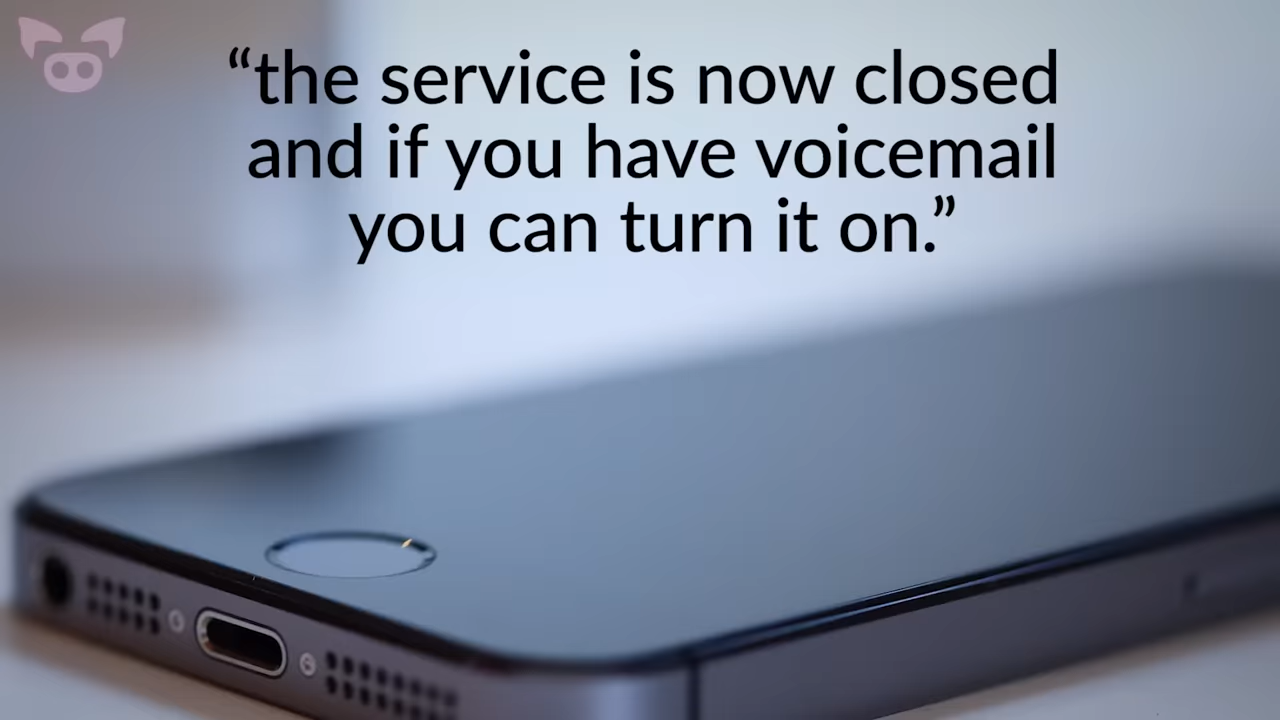 “the service is now closed
and if you have voicemail
you can turn it on.”